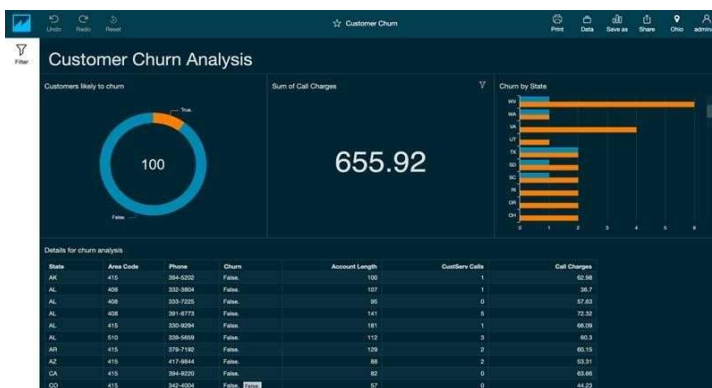 Undo Redo Reset
☆ Customer Churn
Print Data Save as Share Ohio admin
Filter
Customer Churn Analysis
Customers likely to churn
True.
100
False.
Sum of Call Charges
655.92
Churn by State
WV
WA
VA
UT
TX
SD
SC
RI
OR
OH
0 1 2 3 4 5 6
Details for churn analysis
State Area Code Phone Churn Account Length CustServ Calls Call Charges
AK 415 394-5202 False. 100 1 62.98
AL 408 332-3804 False. 107 1 36.7
AL 408 333-7225 False. 95 0 57.63
AL 408 391-6773 False. 141 5 72.32
AL 415 330-9294 False. 181 1 68.09
AL 510 339-5659 False. 112 3 60.3
AR 415 379-7192 False. 129 2 60.15
AZ 415 417-9844 False. 88 2 53.31
CA 415 394-9220 False. 82 0 63.66
CO 415 342-4004 False. False. 57 0 44.23